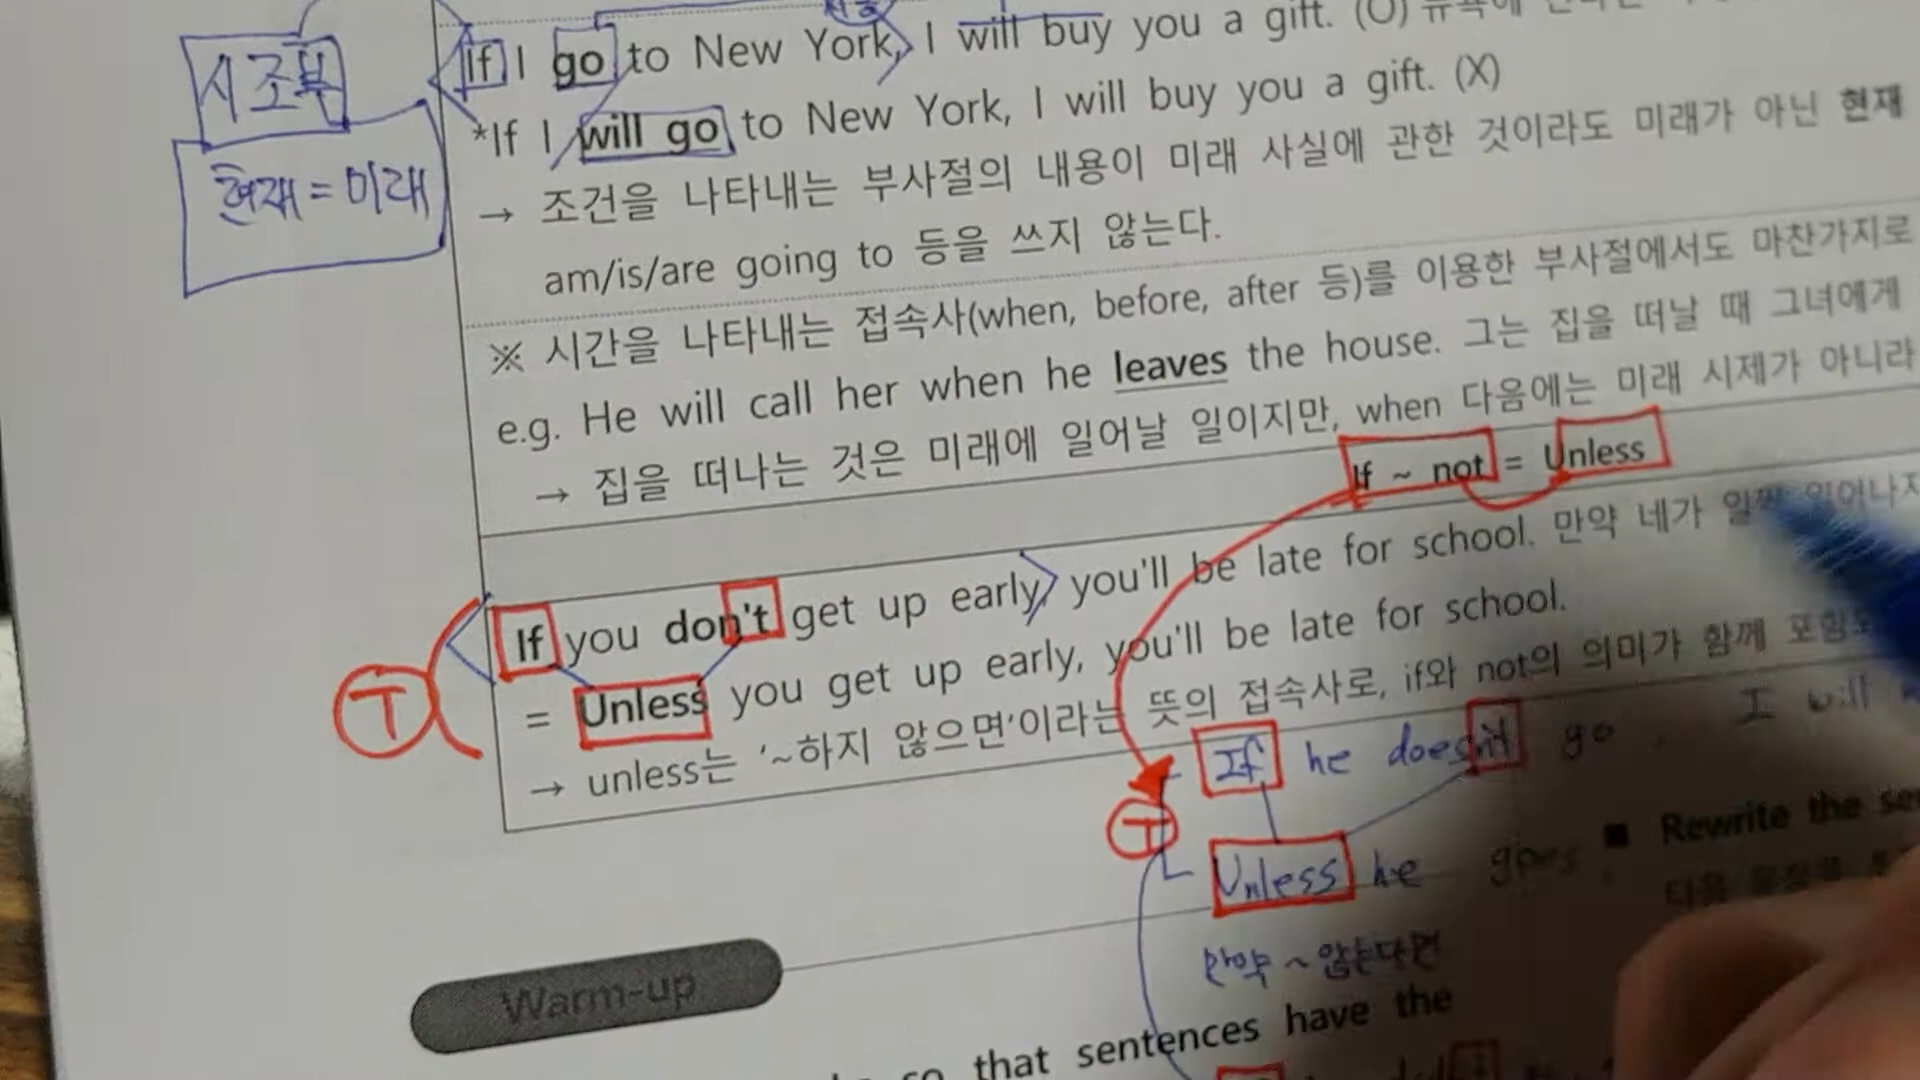 시조부
현재 = 미래
If I go to New York, I will buy you a gift. (O)
*If I will go to New York, I will buy you a gift. (X)
→ 조건을 나타내는 부사절의 내용이 미래 사실에 관한 것이라도 미래가 아닌 현재
am/is/are going to 등을 쓰지 않는다.
※ 시간을 나타내는 접속사(when, before, after 등)를 이용한 부사절에서도 마찬가지로
e.g. He will call her when he leaves the house. 그는 집을 떠날 때 그녀에게
→ 집을 떠나는 것은 미래에 일어날 일이지만, when 다음에는 미래 시제가 아니라
If ~ not = Unless
If you don't get up early, you'll be late for school. 만약 네가 일찍 일어나지
= Unless you get up early, you'll be late for school.
→ unless는 '~하지 않으면'이라는 뜻의 접속사로, if와 not의 의미가 함께
T
If he doesn't go I will
T
Unless he goes
만약 ~ 않는다면
■ Rewrite the
Warm-up
so that sentences have the